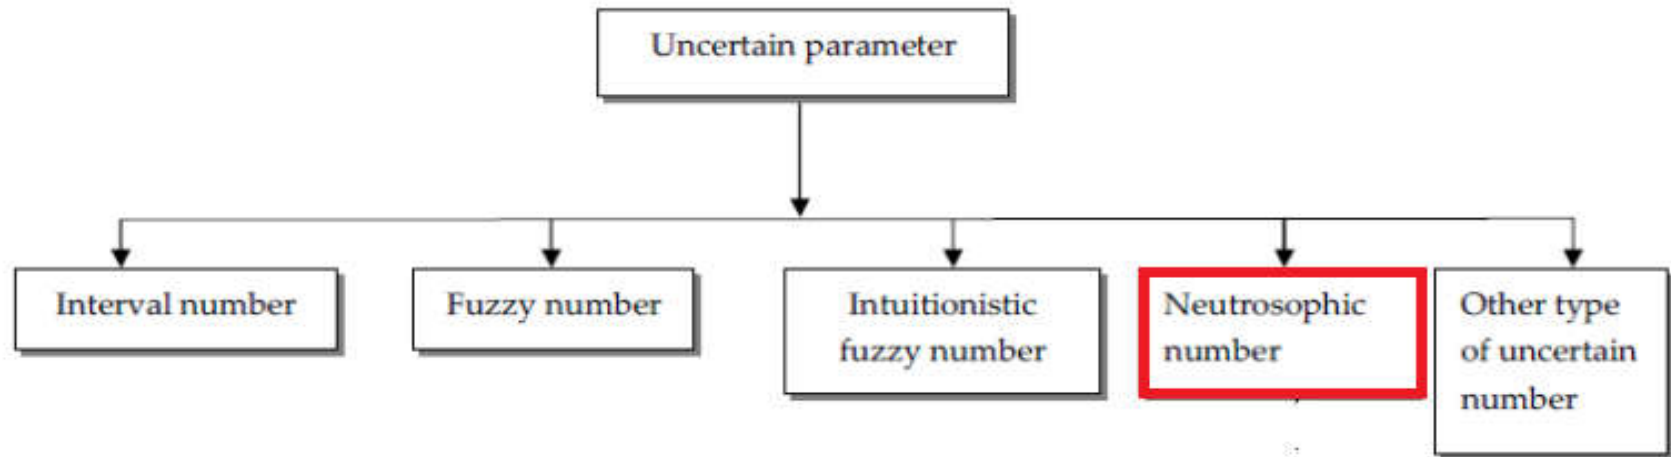 Uncertain parameter
Interval number
Fuzzy number
Intuitionistic
fuzzy number
Neutrosophic
number
Other type
of uncertain
number